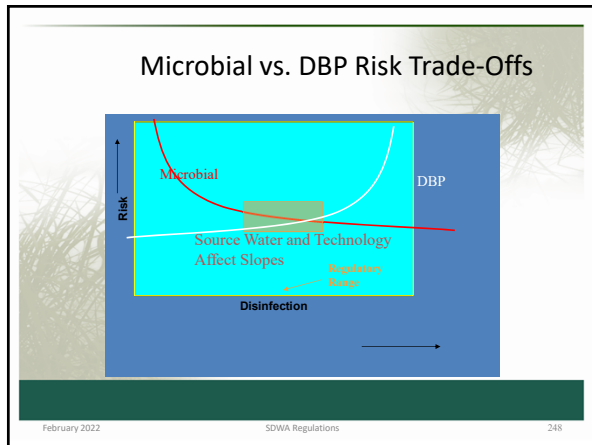 Microbial vs. DBP Risk Trade-Offs
Microbial
DBP
Risk
Source Water and Technology
Affect Slopes
Regulatory
Range
Disinfection
February 2022
SDWA Regulations
248